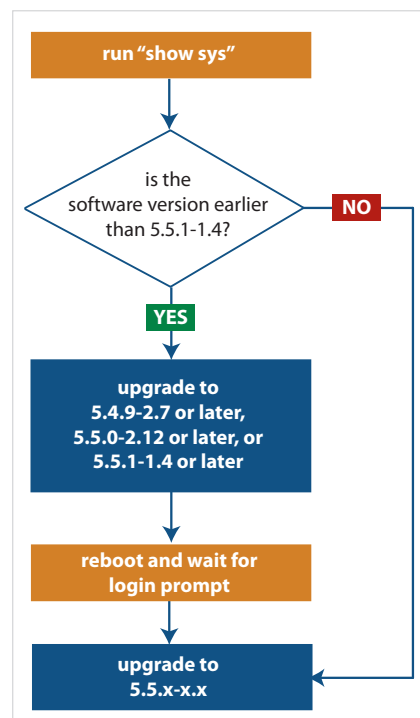 run “show sys”
is the
software version earlier
than 5.5.1-1.4?
NO
YES
upgrade to
5.4.9-2.7 or later,
5.5.0-2.12 or later, or
5.5.1-1.4 or later
reboot and wait for
login prompt
upgrade to
5.5.x-x.x